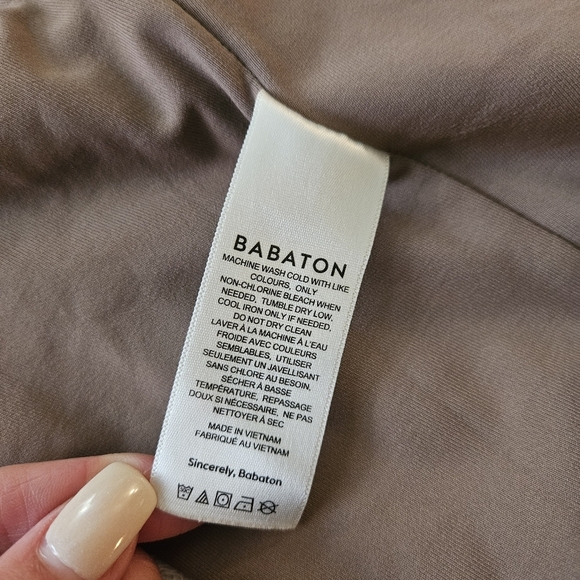 BABATON
MACHINE WASH COLD WITH LIKE
COLOURS, ONLY
NON-CHLORINE BLEACH WHEN
NEEDED, TUMBLE DRY LOW,
COOL IRON ONLY IF NEEDED,
DO NOT DRY CLEAN
LAVER À LA MACHINE À L'EAU
FROIDE AVEC COULEURS
SEMBLABLES, UTILISER
SEULEMENT UN JAVELLISANT
SANS CHLORE AU BESOIN,
SÉCHER À BASSE
TEMPÉRATURE, REPASSAGE
DOUX SI NÉCESSAIRE, NE PAS
NETTOYER À SEC
MADE IN VIETNAM
FABRIQUÉ AU VIETNAM
Sincerely, Babaton